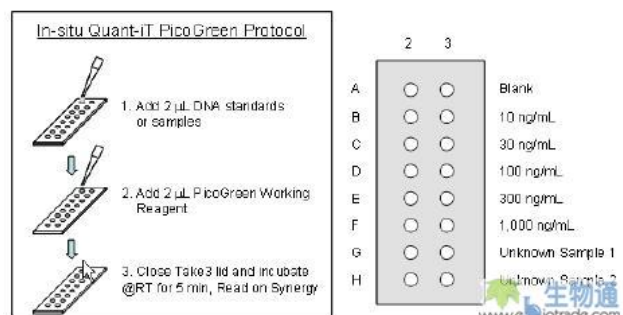 In-situ Quant-iT PicoGreen Protocol
1. Add 2 µL DNA standards
or samples
2. Add 2 µL PicoGreen Working
Reagent
3. Close Take3 lid and incubate
@RT for 5 min, Read on Synergy
2 3
A Blank
B 10 ng/mL
C 30 ng/mL
D 100 ng/mL
E 300 ng/mL
F 1,000 ng/mL
G Unknown Sample 1
H Unknown Sample 2
生物通